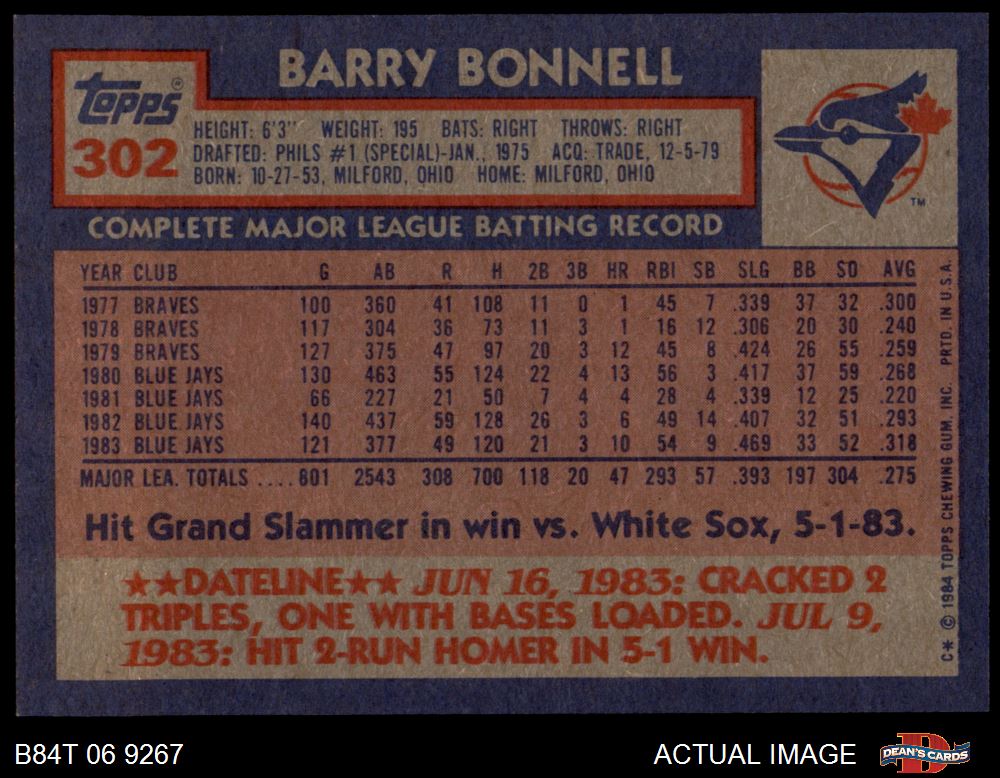 BARRY BONNELL
TOPPS®
302
HEIGHT: 6'3" WEIGHT: 195 BATS: RIGHT THROWS: RIGHT
DRAFTED: PHILS #1 (SPECIAL)-JAN., 1975 ACQ: TRADE, 12-5-79
BORN: 10-27-53, MILFORD, OHIO HOME: MILFORD, OHIO
TM
COMPLETE MAJOR LEAGUE BATTING RECORD
YEAR CLUB G AB R H 2B 3B HR RBI SB SLG BB SO AVG
1977 BRAVES 100 360 41 108 11 0 1 45 7 .339 37 32 .300
1978 BRAVES 117 304 36 73 11 3 1 16 12 .306 20 30 .240
1979 BRAVES 127 375 47 97 20 3 12 45 8 .424 26 55 .259
1980 BLUE JAYS 130 463 55 124 22 4 13 56 3 .417 37 59 .268
1981 BLUE JAYS 66 227 21 50 7 4 4 28 4 .339 12 25 .220
1982 BLUE JAYS 140 437 59 128 26 3 6 49 14 .407 32 51 .293
1983 BLUE JAYS 121 377 49 120 21 3 10 54 9 .469 33 52 .318
MAJOR LEA. TOTALS ....801 2543 308 700 118 20 47 293 57 .393 197 304 .275
Hit Grand Slammer in win vs. White Sox, 5-1-83.
★★DATELINE★★ JUN 16, 1983: CRACKED 2
TRIPLES, ONE WITH BASES LOADED. JUL 9,
1983: HIT 2-RUN HOMER IN 5-1 WIN.
C* © 1984 TOPPS CHEWING GUM, INC. PRTD. IN U.S.A.
B84T 06 9267
ACTUAL IMAGE
DEAN'S CARDS